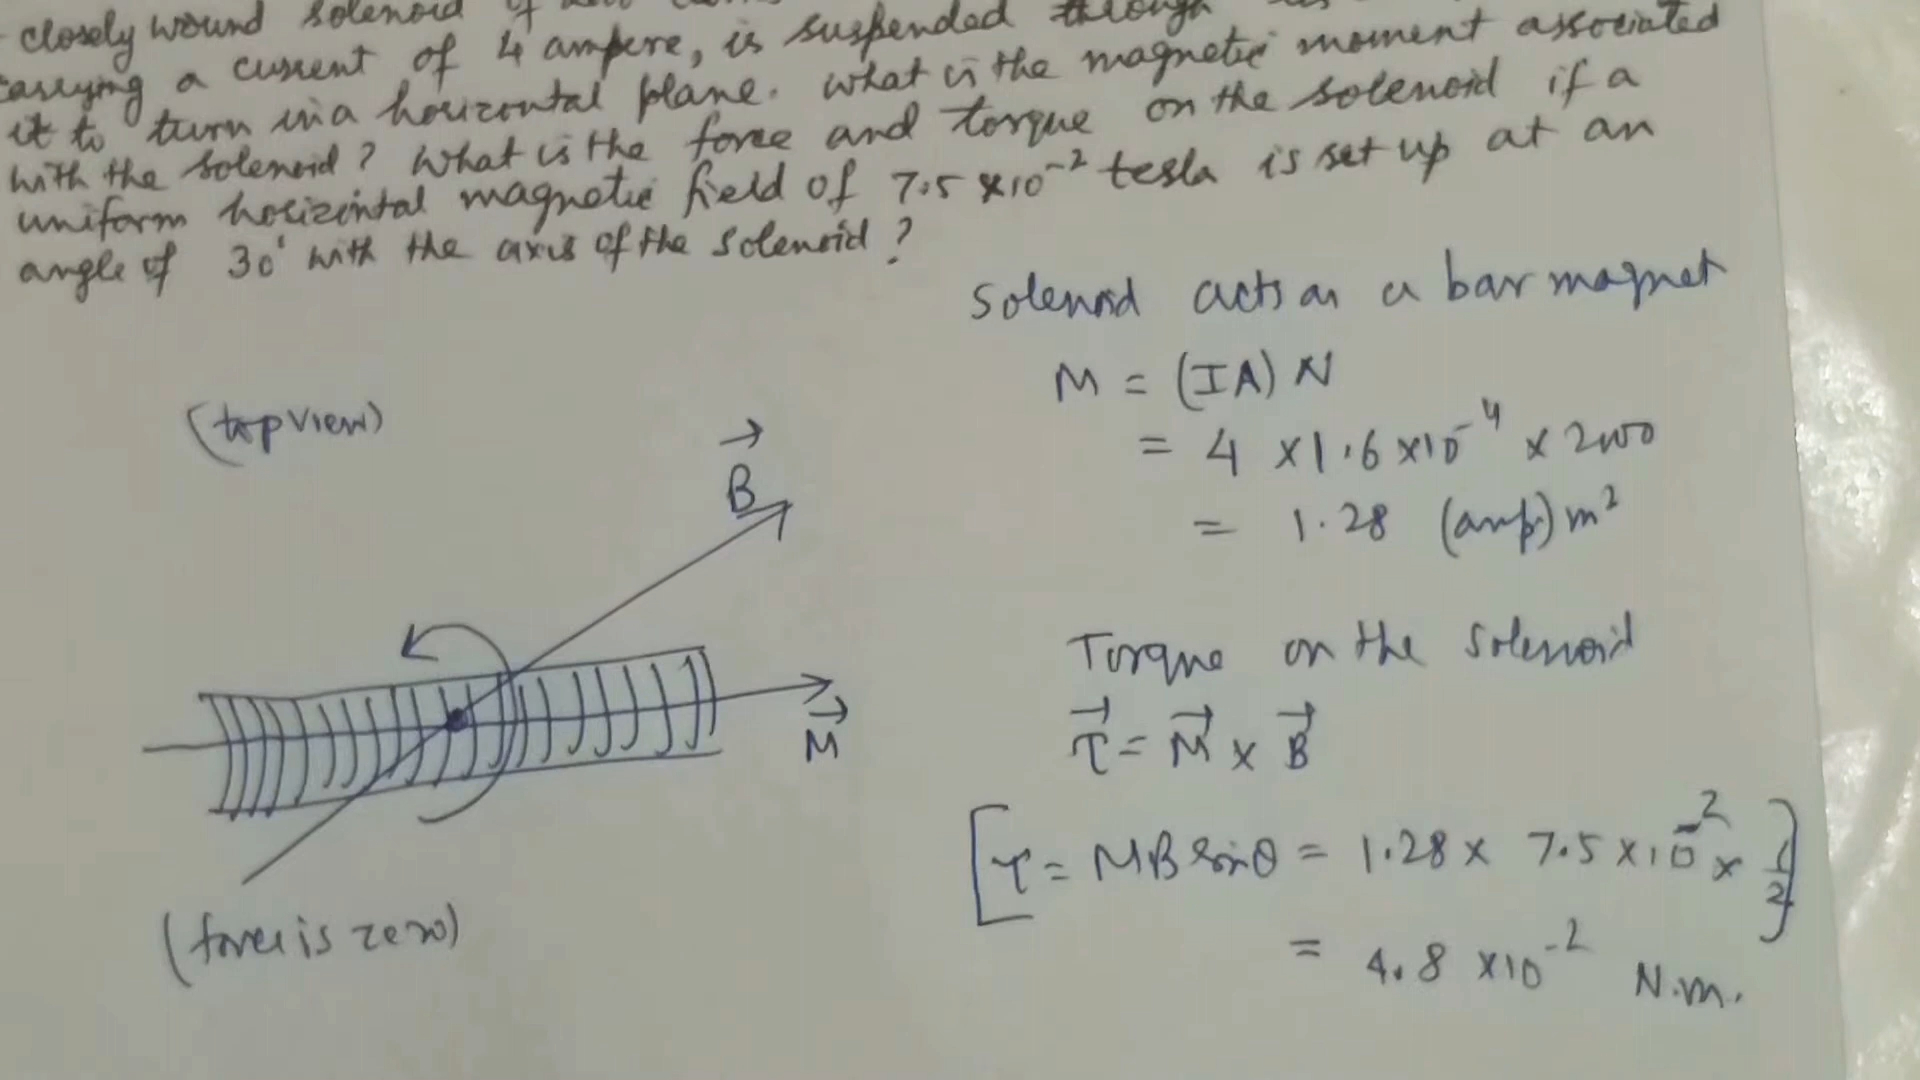 closely wound solenoid of
carrying a current of 4 ampere, is suspended through
it to turn in a horizontal plane. what is the magnetic moment associated
with the solenoid? What is the force and torque on the solenoid if a
uniform horizontal magnetic field of 7.5 × 10⁻² tesla is set up at an
angle of 30° with the axis of the solenoid?
Solenoid acts as a bar magnet
M = (IA) N
= 4 × 1.6 × 10⁻⁴ × 2000
= 1.28 (amp) m²
(top view)
B⃗
M⃗
(force is zero)
Torque on the solenoid
τ⃗ = M⃗ × B⃗
[τ = MB sinθ = 1.28 × 7.5 × 10⁻² × 1/2]
= 4.8 × 10⁻² N.m.